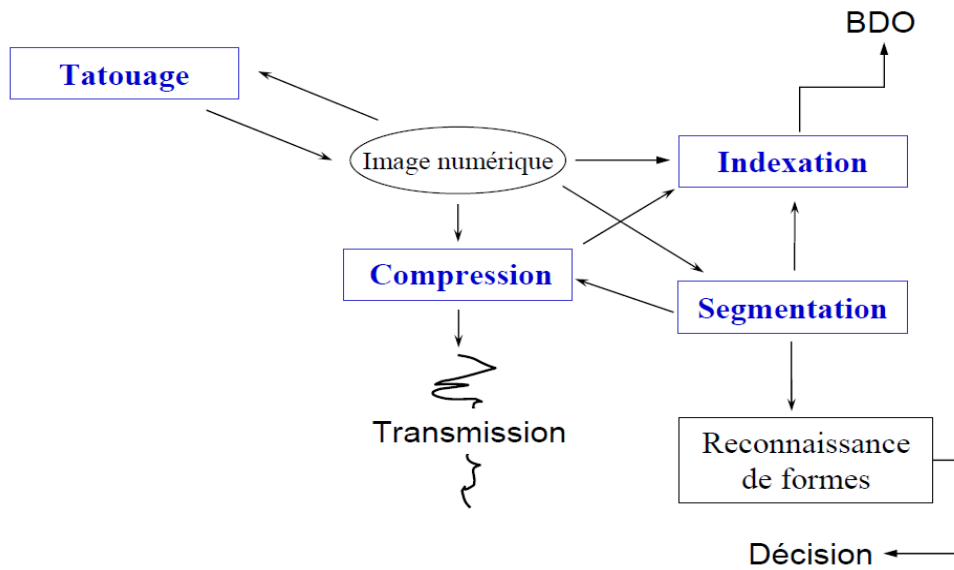 BDO
Tatouage
Image numérique
Indexation
Compression
Segmentation
Transmission
Reconnaissance
de formes
Décision